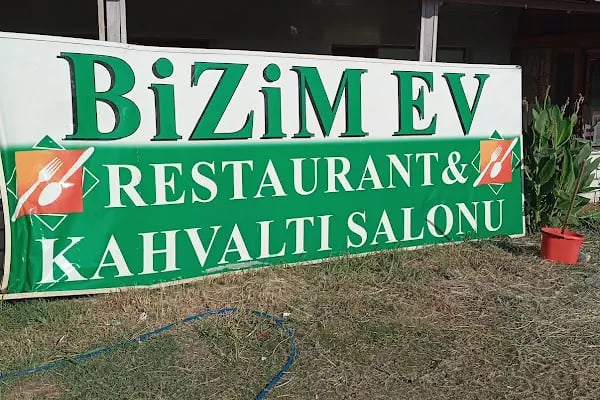 BiZiM EV
RESTAURANT&
KAHVALTI SALONU